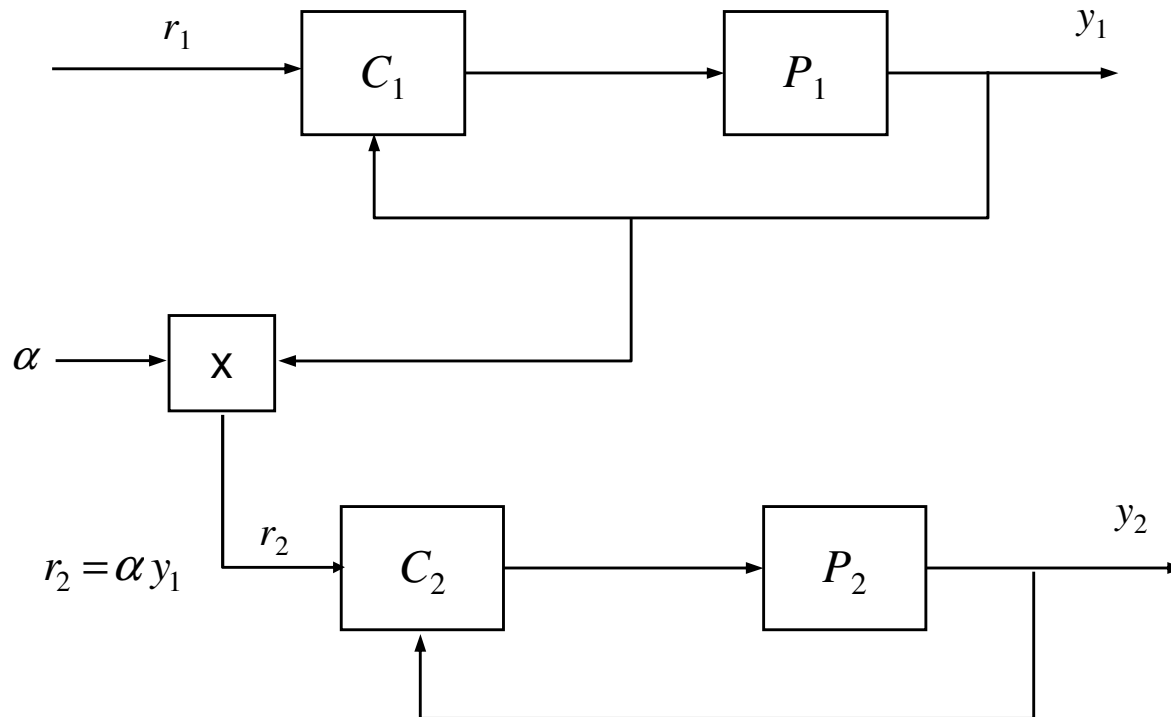 r₁
y₁
C₁
P₁
α
x
r₂
y₂
r₂ = α y₁
C₂
P₂